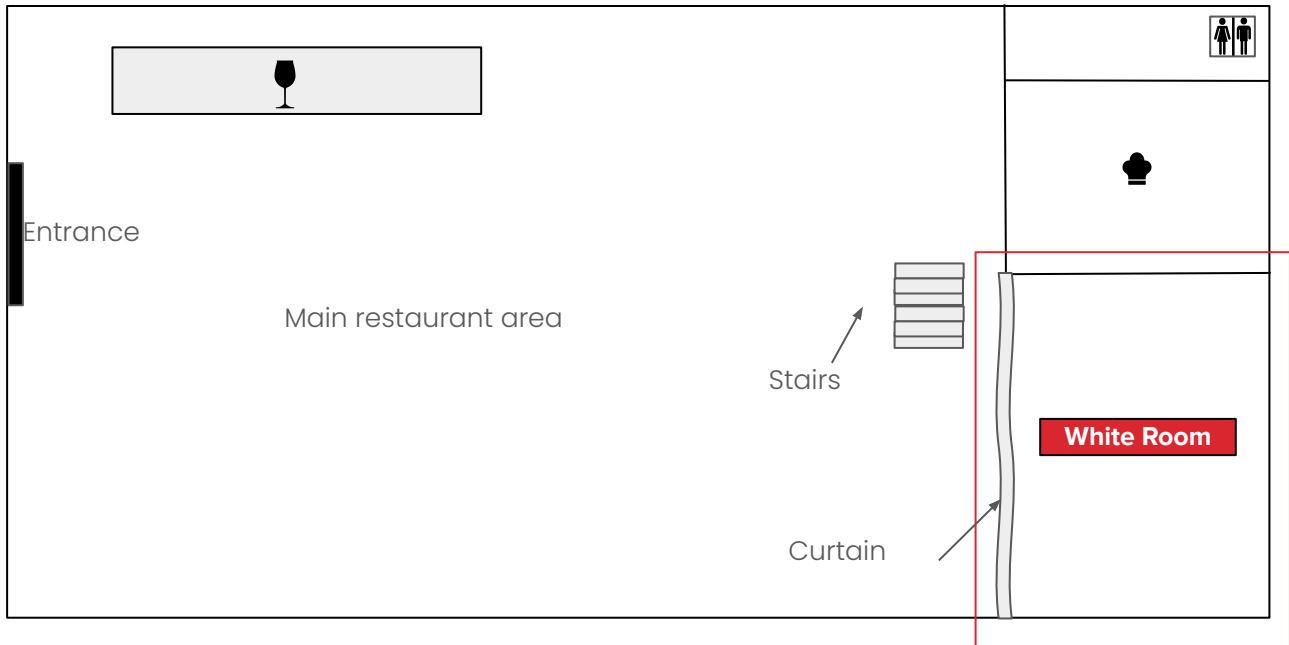 Entrance
Main restaurant area
Stairs
White Room
Curtain